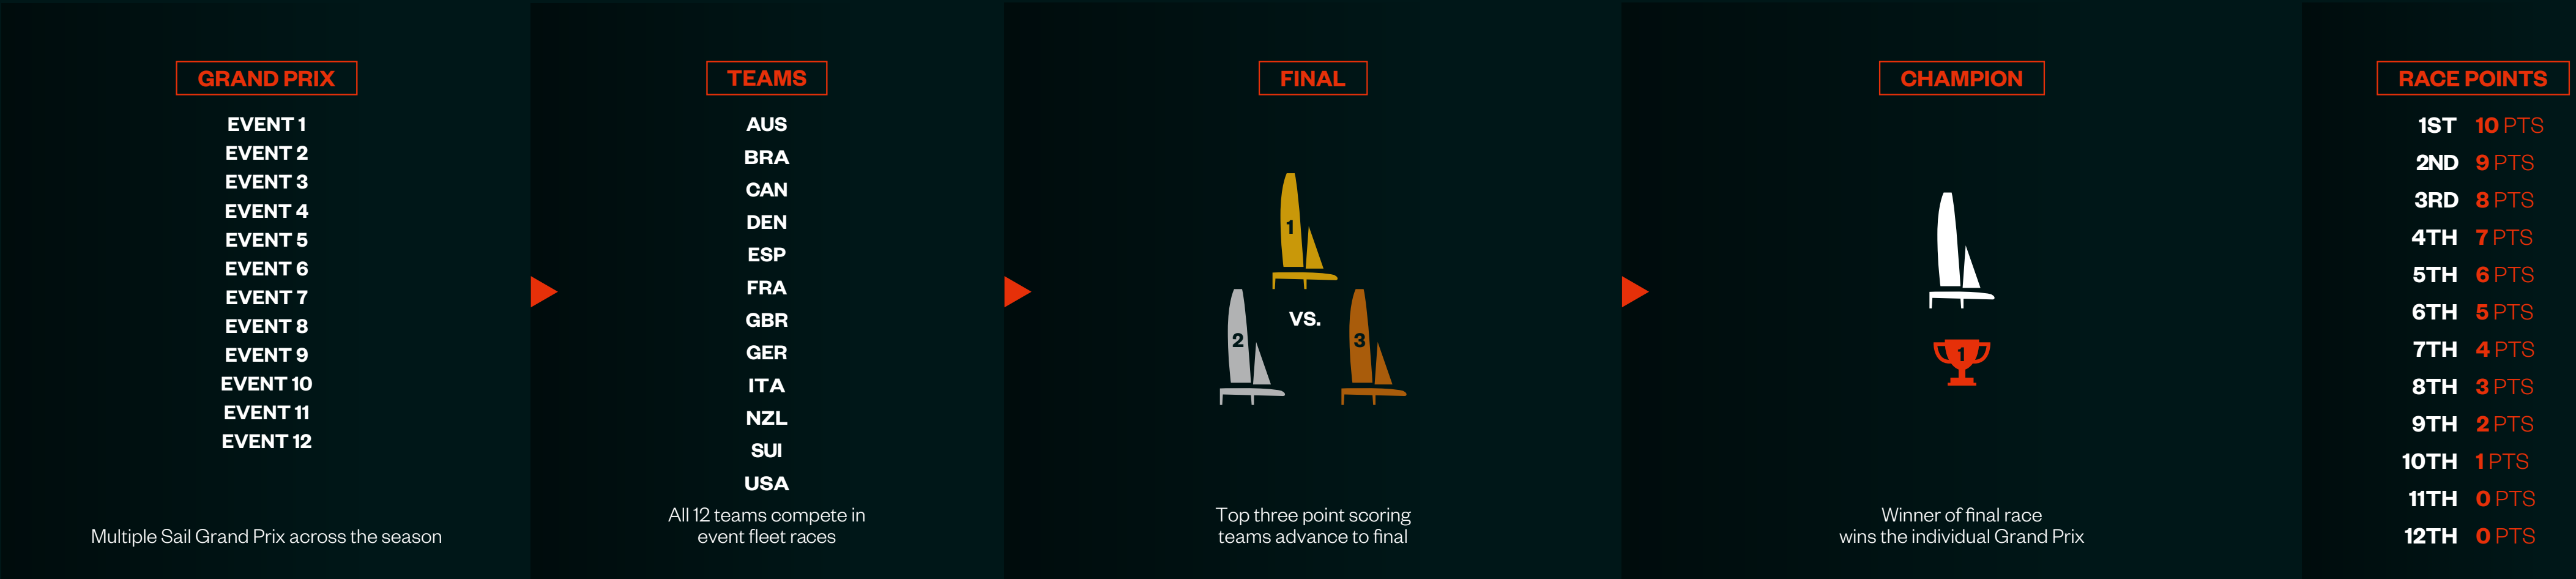 GRAND PRIX
EVENT 1
EVENT 2
EVENT 3
EVENT 4
EVENT 5
EVENT 6
EVENT 7
EVENT 8
EVENT 9
EVENT 10
EVENT 11
EVENT 12
Multiple Sail Grand Prix across the season
TEAMS
AUS
BRA
CAN
DEN
ESP
FRA
GBR
GER
ITA
NZL
SUI
USA
All 12 teams compete in
event fleet races
FINAL
1
VS.
2
3
Top three point scoring
teams advance to final
CHAMPION
1
Winner of final race
wins the individual Grand Prix
RACE POINTS
1ST 10 PTS
2ND 9 PTS
3RD 8 PTS
4TH 7 PTS
5TH 6 PTS
6TH 5 PTS
7TH 4 PTS
8TH 3 PTS
9TH 2 PTS
10TH 1 PTS
11TH 0 PTS
12TH 0 PTS